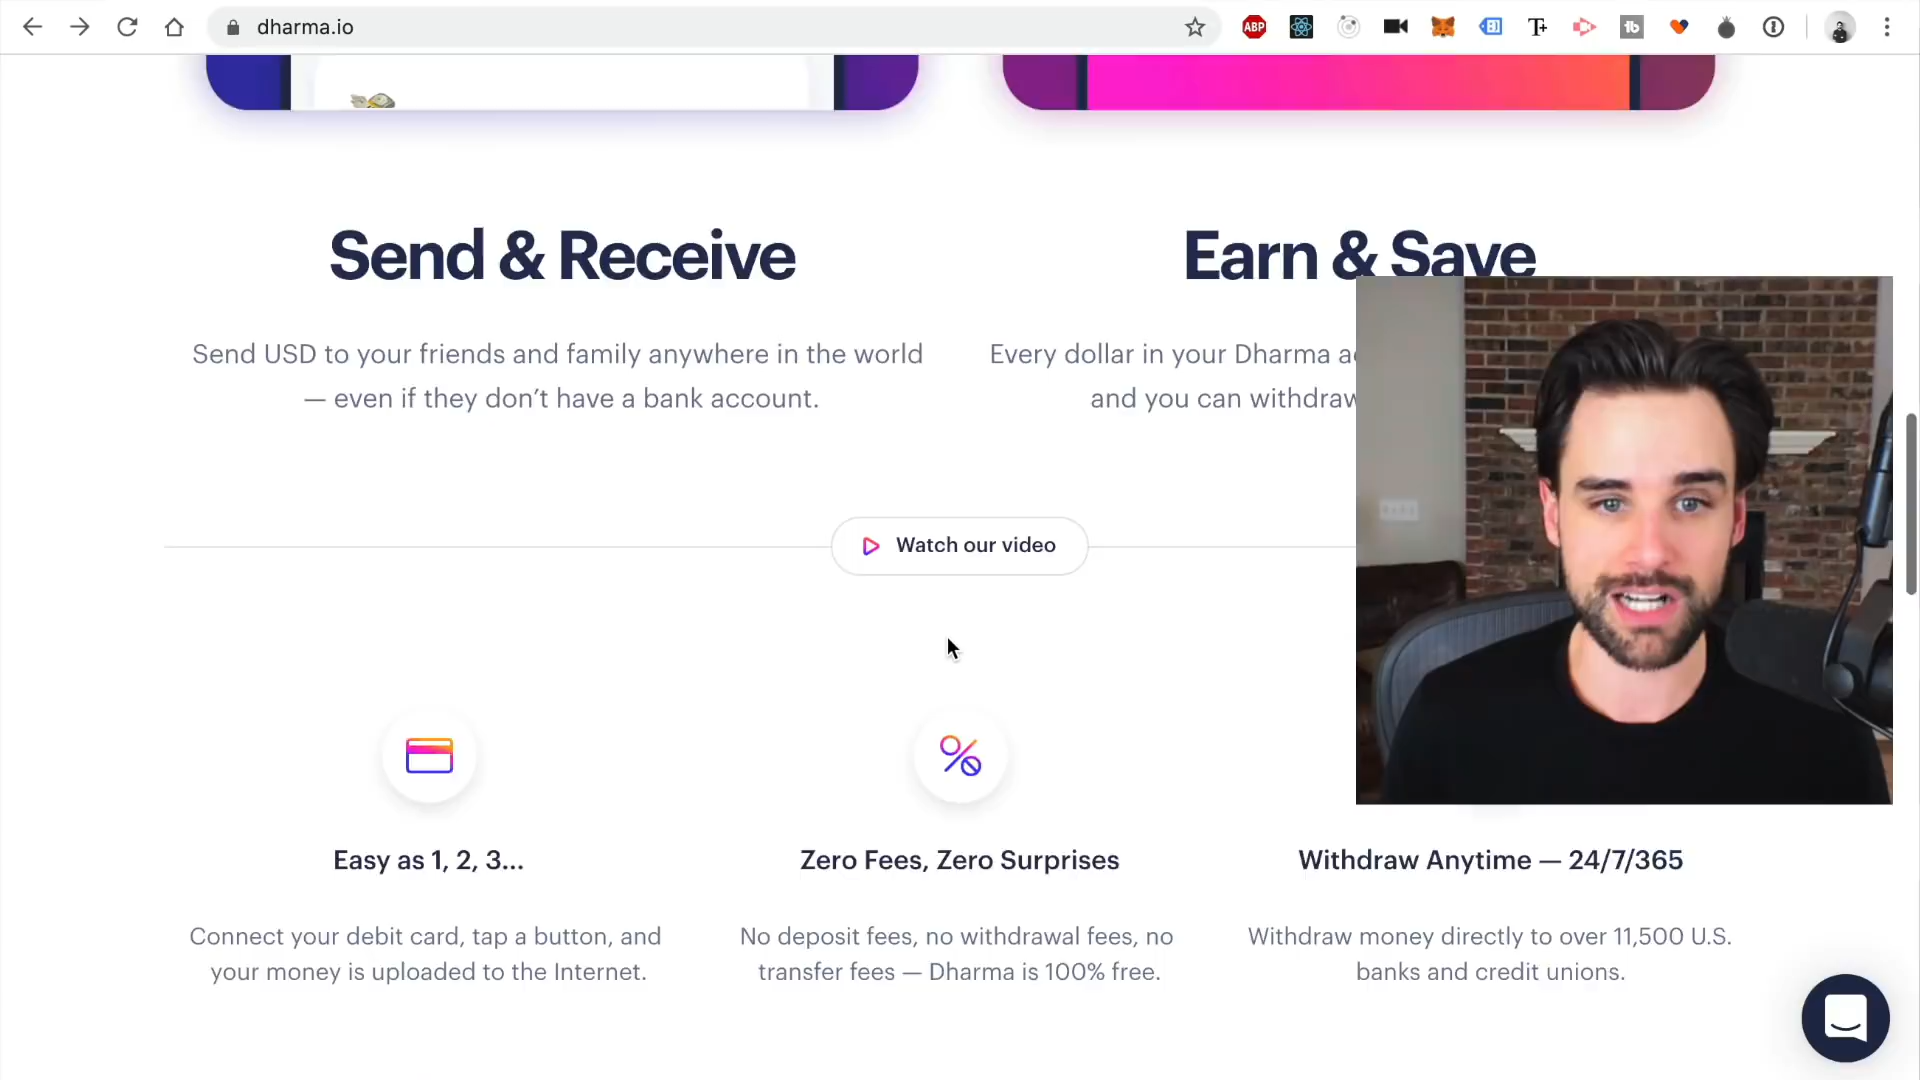 dharma.io
ABP
T+
tb
Send & Receive
Earn & Save
Send USD to your friends and family anywhere in the world
— even if they don't have a bank account.
Every dollar in your Dharma
and you can withdraw
Watch our video
Easy as 1, 2, 3...
Connect your debit card, tap a button, and
your money is uploaded to the Internet.
Zero Fees, Zero Surprises
No deposit fees, no withdrawal fees, no
transfer fees — Dharma is 100% free.
Withdraw Anytime — 24/7/365
Withdraw money directly to over 11,500 U.S.
banks and credit unions.